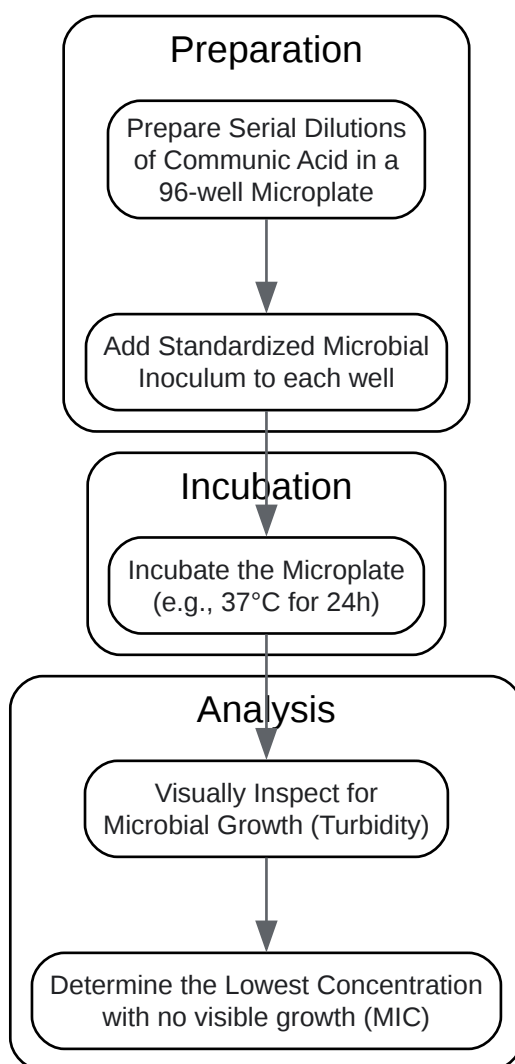 Preparation
Prepare Serial Dilutions
of Communic Acid in a
96-well Microplate
Add Standardized Microbial
Inoculum to each well
Incubation
Incubate the Microplate
(e.g., 37°C for 24h)
Analysis
Visually Inspect for
Microbial Growth (Turbidity)
Determine the Lowest Concentration
with no visible growth (MIC)